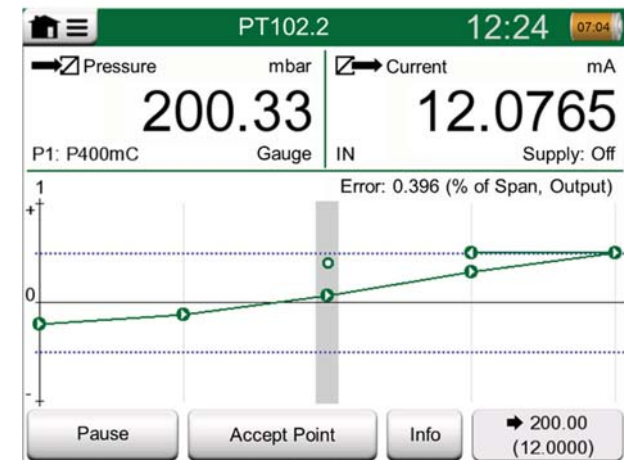 PT102.2 12:24 07:04
Pressure mbar Current mA
200.33 12.0765
P1: P400mC Gauge IN Supply: Off
1 Error: 0.396 (% of Span, Output)
+
0
-
Pause Accept Point Info 200.00
(12.0000)